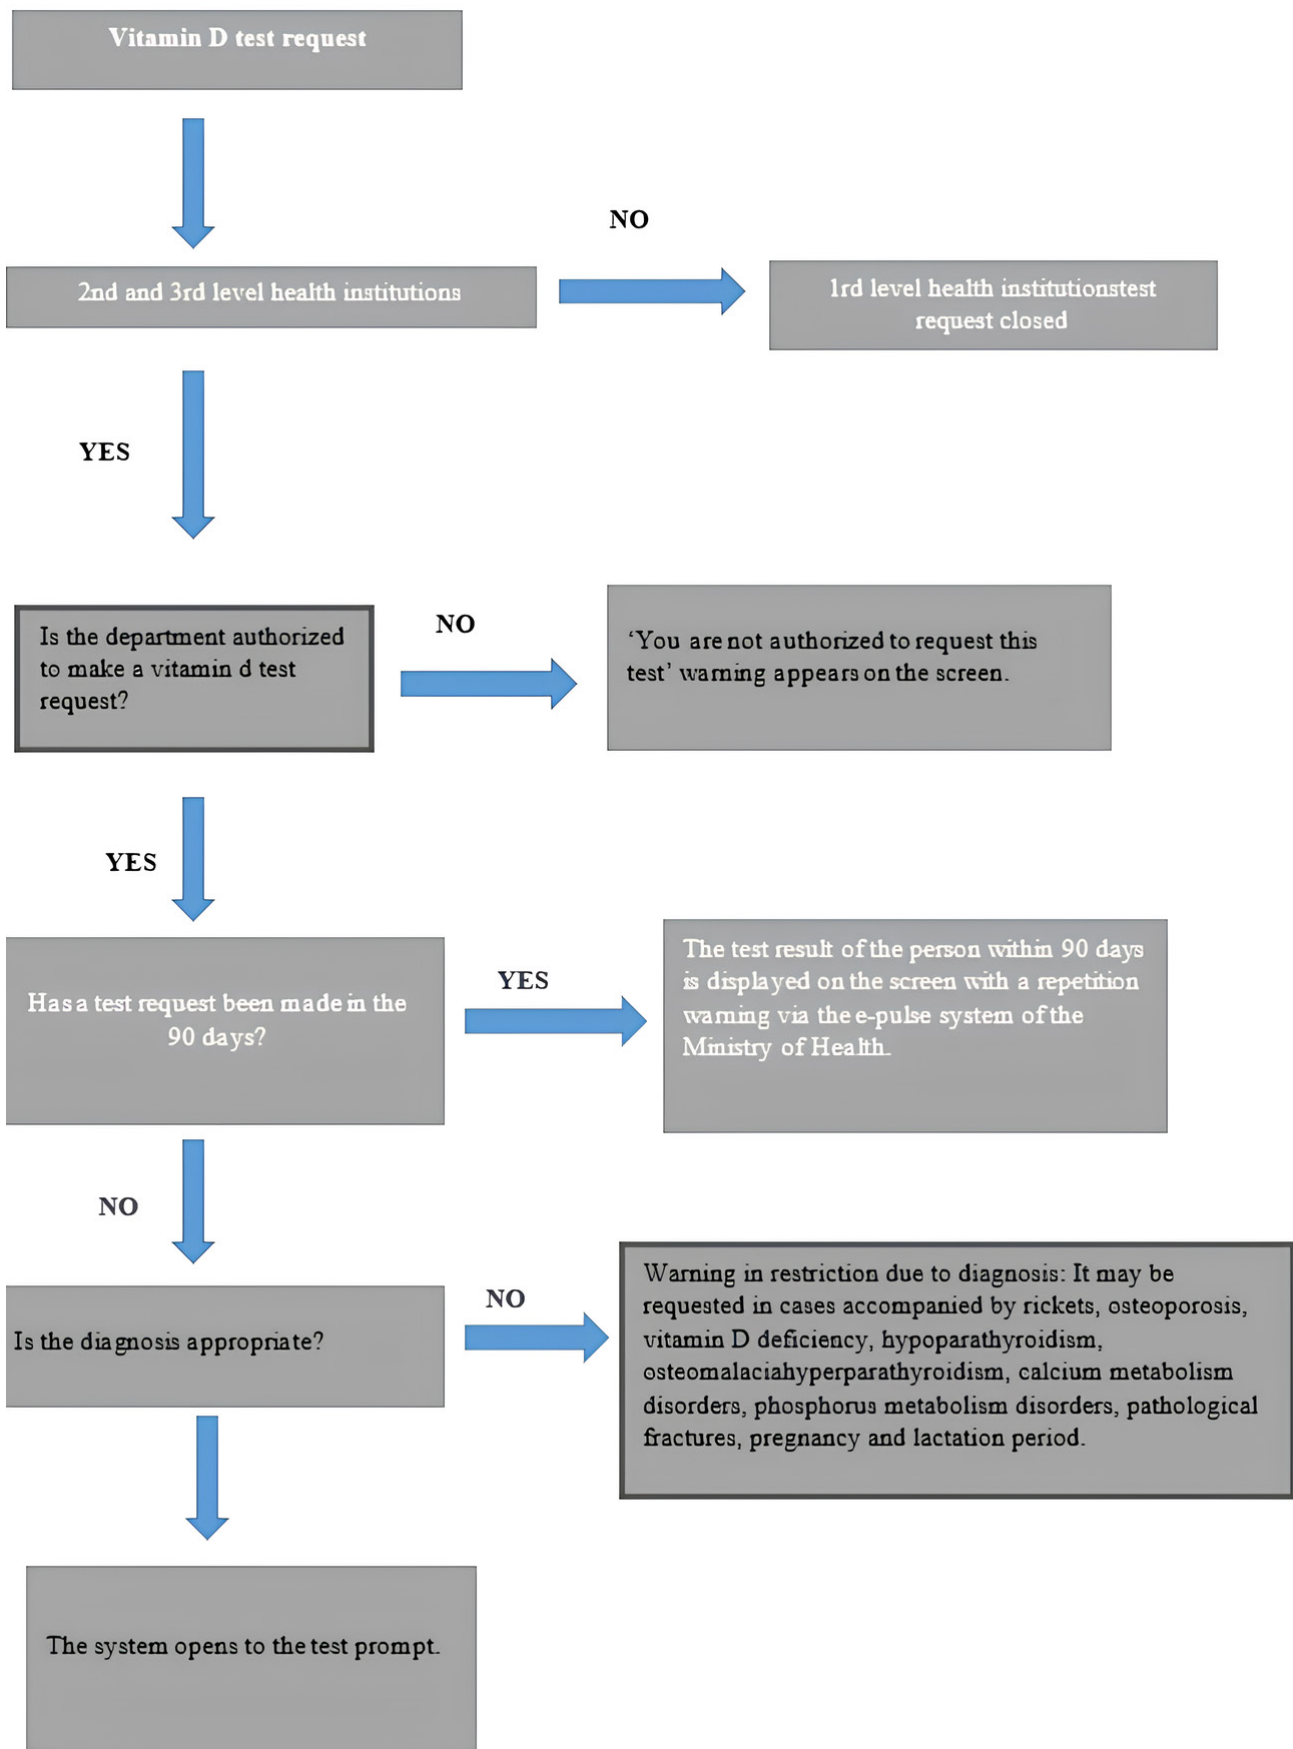 Vitamin D test request
NO
2nd and 3rd level health institutions
1rd level health institutionstest
request closed
YES
Is the department authorized
to make a vitamin d test
request?
NO
‘You are not authorized to request this
test’ warning appears on the screen.
YES
Has a test request been made in the
90 days?
YES
The test result of the person within 90 days
is displayed on the screen with a repetition
warning via the e-pulse system of the
Ministry of Health.
NO
Is the diagnosis appropriate?
NO
Warning in restriction due to diagnosis: It may be
requested in cases accompanied by rickets, osteoporosis,
vitamin D deficiency, hypoparathyroidism,
osteomalaciahyperparathyroidism, calcium metabolism
disorders, phosphorus metabolism disorders, pathological
fractures, pregnancy and lactation period.
The system opens to the test prompt.